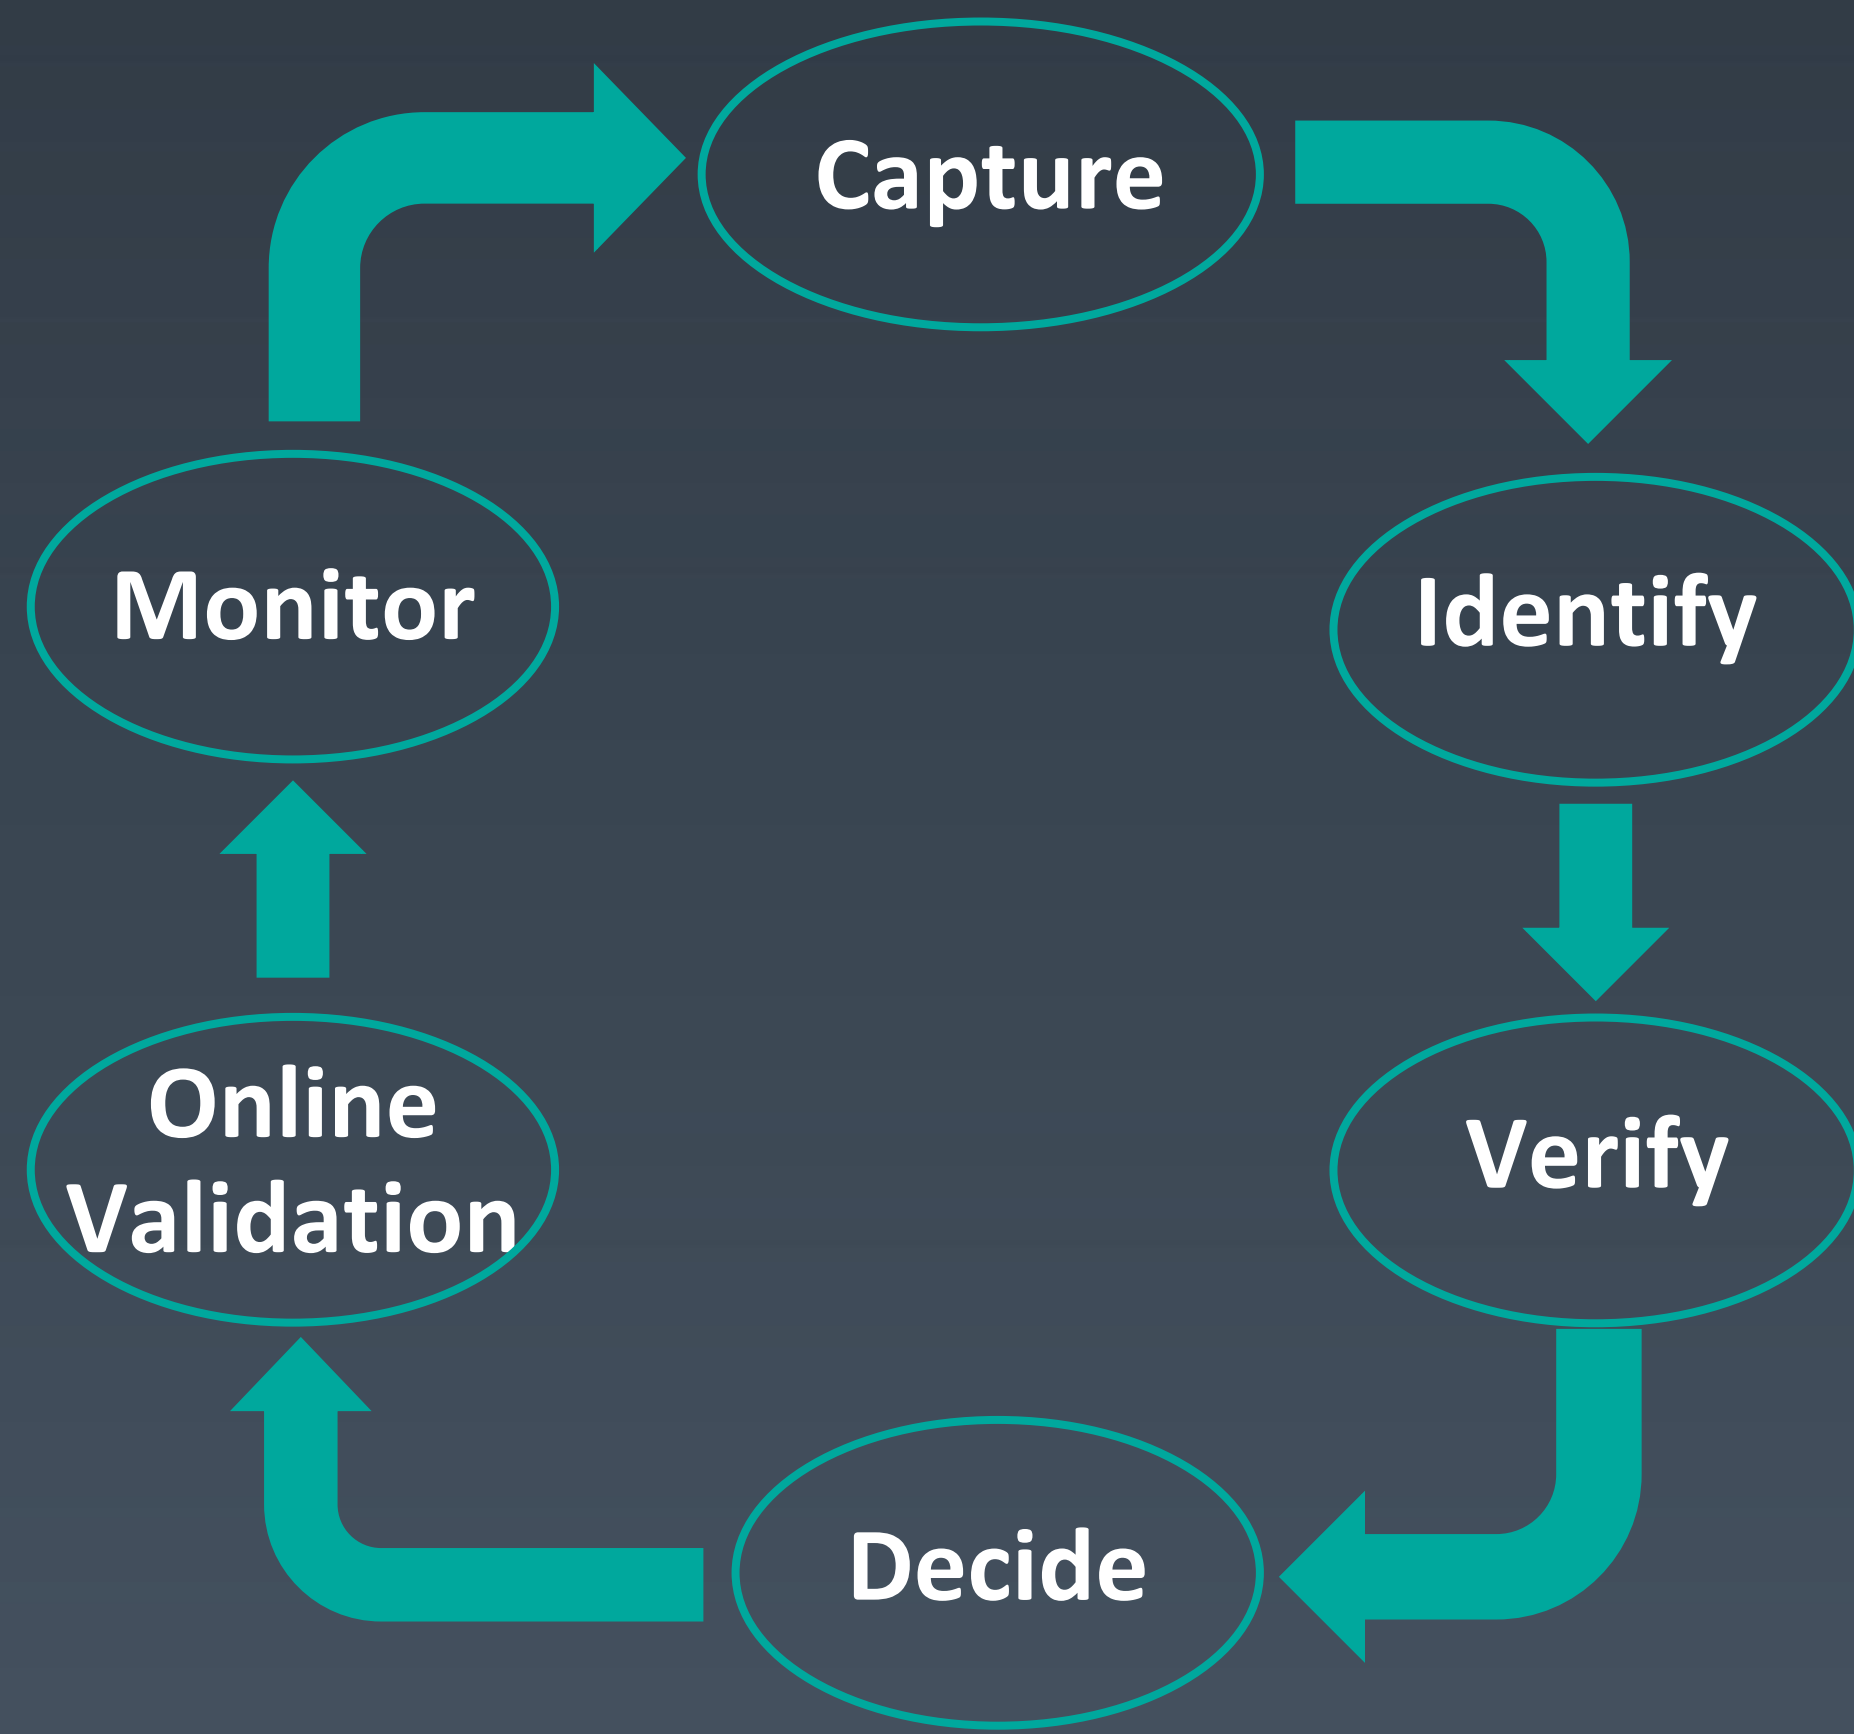 Capture
Identify
Verify
Decide
Online
Validation
Monitor